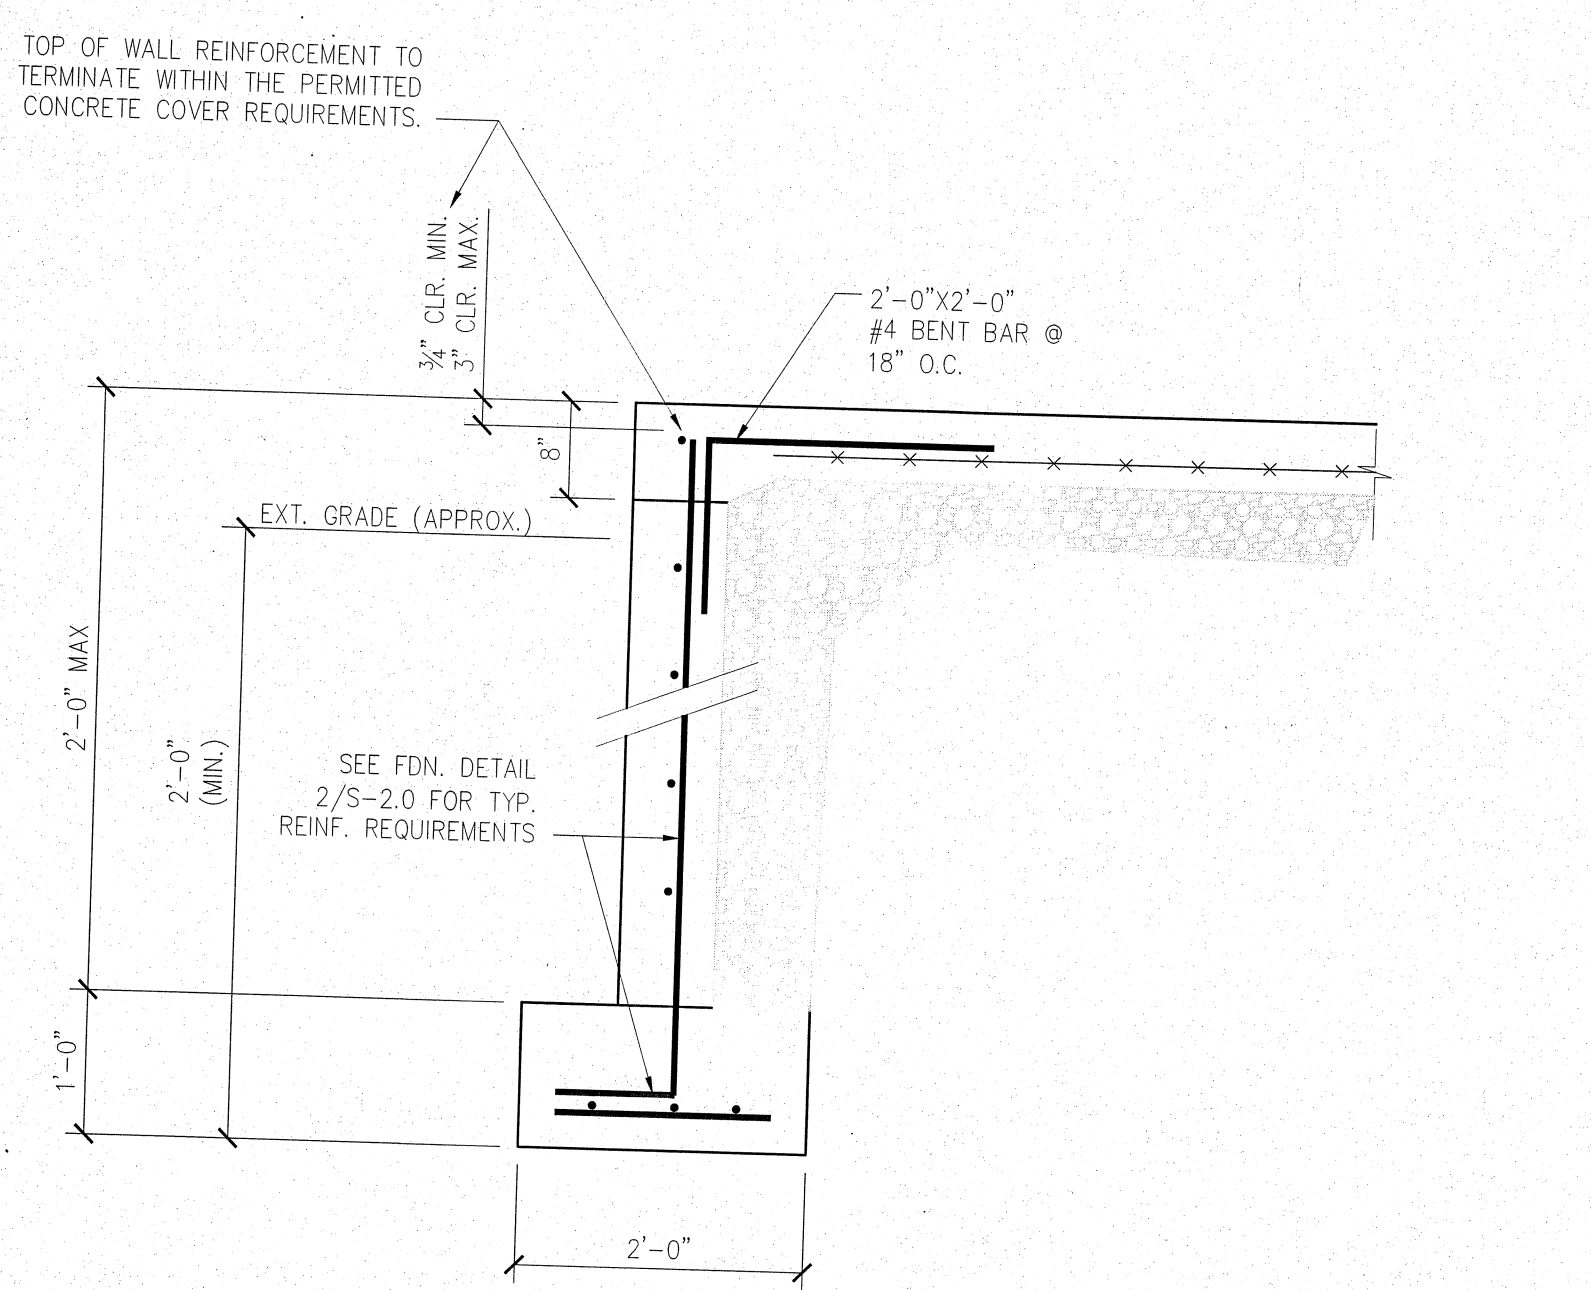 TOP OF WALL REINFORCEMENT TO
TERMINATE WITHIN THE PERMITTED
CONCRETE COVER REQUIREMENTS.
3/4" CLR. MIN.
3" CLR. MAX.
2'-0"X2'-0"
#4 BENT BAR @
18" O.C.
8"
EXT. GRADE (APPROX.)
2'-0" MAX
2'-0"
(MIN.)
SEE FDN. DETAIL
2/S-2.0 FOR TYP.
REINF. REQUIREMENTS
1'-0"
2'-0"